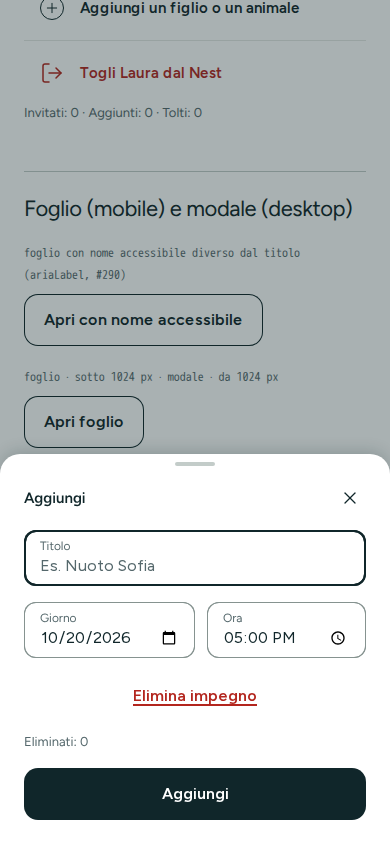 Aggiungi un figlio o un animale
Togli Laura dal Nest
Invitati: 0 · Aggiunti: 0 · Tolti: 0
Foglio (mobile) e modale (desktop)
foglio con nome accessibile diverso dal titolo
(ariaLabel, #290)
Apri con nome accessibile
foglio · sotto 1024 px · modale · da 1024 px
Apri foglio
Aggiungi
Titolo
Es. Nuoto Sofia
Giorno
10/20/2026
Ora
05:00 PM
Elimina impegno
Eliminati: 0
Aggiungi